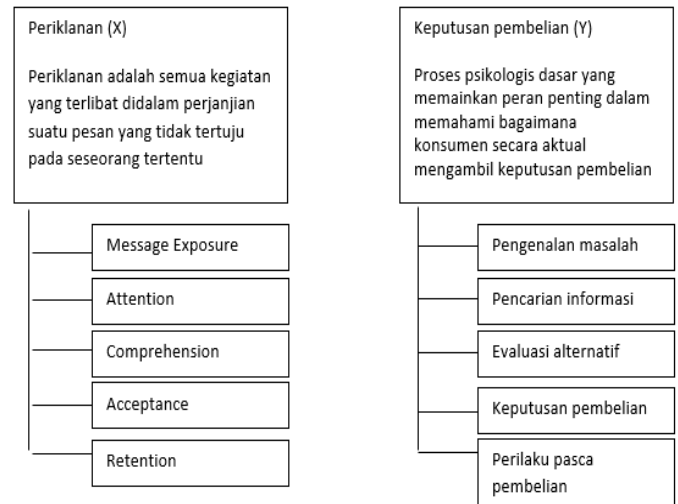 Periklanan (X)
Periklanan adalah semua kegiatan
yang terlibat didalam perjanjian
suatu pesan yang tidak tertuju
pada seseorang tertentu
Message Exposure
Attention
Comprehension
Acceptance
Retention
Keputusan pembelian (Y)
Proses psikologis dasar yang
memainkan peran penting dalam
memahami bagaimana
konsumen secara aktual
mengambil keputusan pembelian
Pengenalan masalah
Pencarian informasi
Evaluasi alternatif
Keputusan pembelian
Perilaku pasca
pembelian